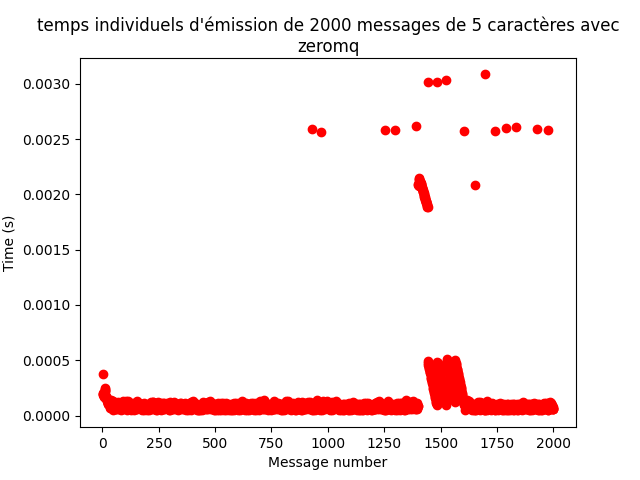 temps individuels d'émission de 2000 messages de 5 caractères avec
zeromq
0.0030
0.0025
0.0020
0.0015
0.0010
0.0005
0.0000
Time (s)
0 250 500 750 1000 1250 1500 1750 2000
Message number